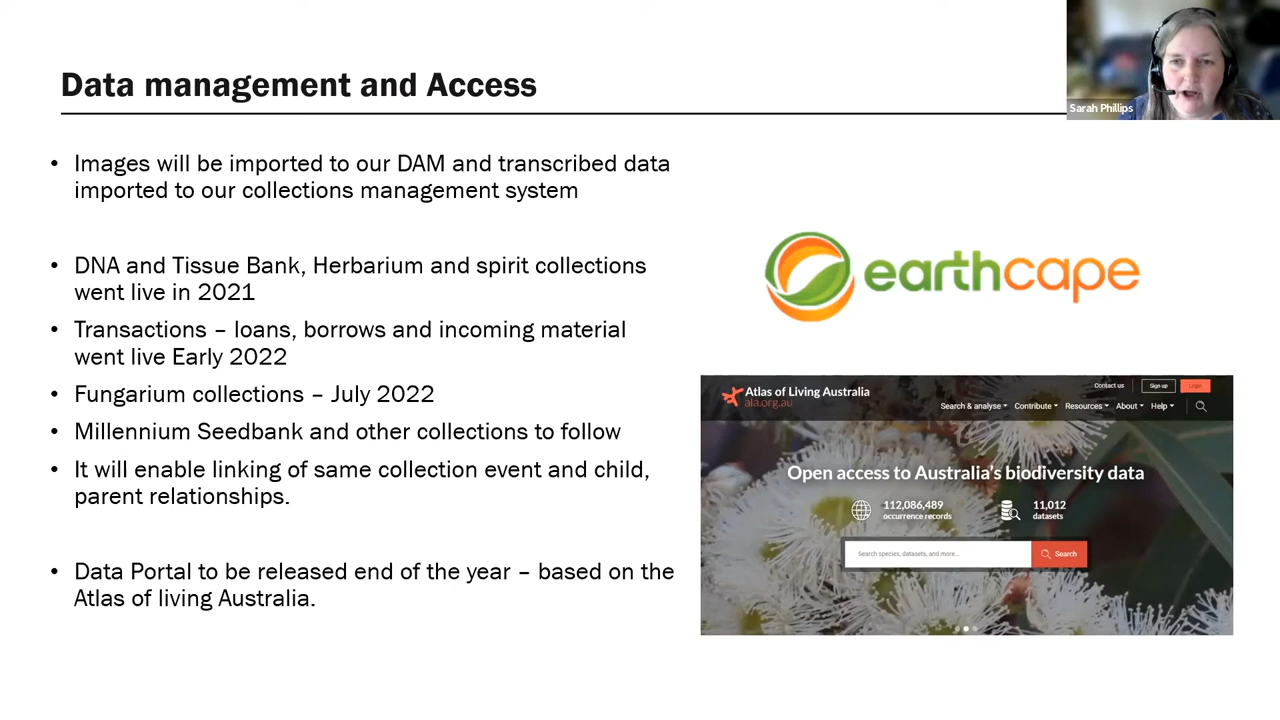 Data management and Access
Sarah Phillips
• Images will be imported to our DAM and transcribed data
imported to our collections management system
• DNA and Tissue Bank, Herbarium and spirit collections
went live in 2021
• Transactions – loans, borrows and incoming material
went live Early 2022
• Fungarium collections – July 2022
• Millennium Seedbank and other collections to follow
• It will enable linking of same collection event and child,
parent relationships.
• Data Portal to be released end of the year – based on the
Atlas of living Australia.
earthcape
Contact us
Sign up
Login
Atlas of Living Australia
ala.org.au
Search & analyse
Contribute
Resources
About
Help
Open access to Australia's biodiversity data
112,086,489
occurrence records
11,012
datasets
Search species, datasets, and more...
Search